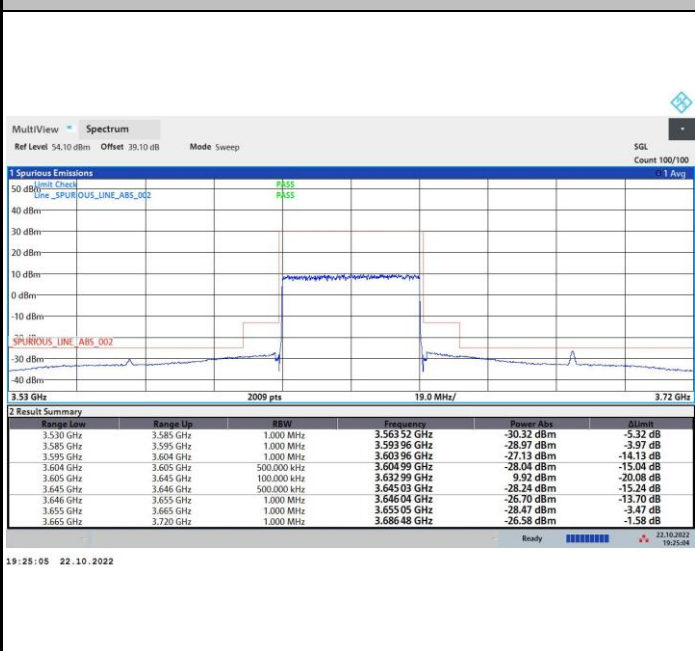 MultiView Spectrum
Ref Level 54.10 dBm Offset 39.10 dB Mode Sweep SGL
Count 100/100
1 Spurious Emissions 1 Avg
50 dBm Limit Check PASS
Line _SPURIOUS_LINE_ABS_002 PASS
40 dBm
30 dBm
20 dBm
10 dBm
0 dBm
-10 dBm
SPURIOUS_LINE_ABS_002
-30 dBm
-40 dBm
3.53 GHz 2009 pts 19.0 MHz/ 3.72 GHz
2 Result Summary
Range Low Range Up RBW Frequency Power Abs ΔLimit
3.530 GHz 3.585 GHz 1.000 MHz 3.563 52 GHz -30.32 dBm -5.32 dB
3.585 GHz 3.595 GHz 1.000 MHz 3.593 96 GHz -28.97 dBm -3.97 dB
3.595 GHz 3.604 GHz 1.000 MHz 3.603 96 GHz -27.13 dBm -14.13 dB
3.604 GHz 3.605 GHz 500.000 kHz 3.604 99 GHz -28.04 dBm -15.04 dB
3.605 GHz 3.645 GHz 100.000 kHz 3.632 99 GHz 9.92 dBm -20.08 dB
3.645 GHz 3.646 GHz 500.000 kHz 3.645 03 GHz -28.24 dBm -15.24 dB
3.646 GHz 3.655 GHz 1.000 MHz 3.646 04 GHz -26.70 dBm -13.70 dB
3.655 GHz 3.665 GHz 1.000 MHz 3.655 05 GHz -28.47 dBm -3.47 dB
3.665 GHz 3.720 GHz 1.000 MHz 3.686 48 GHz -26.58 dBm -1.58 dB
Ready 22.10.2022
19:25:04
19:25:05 22.10.2022